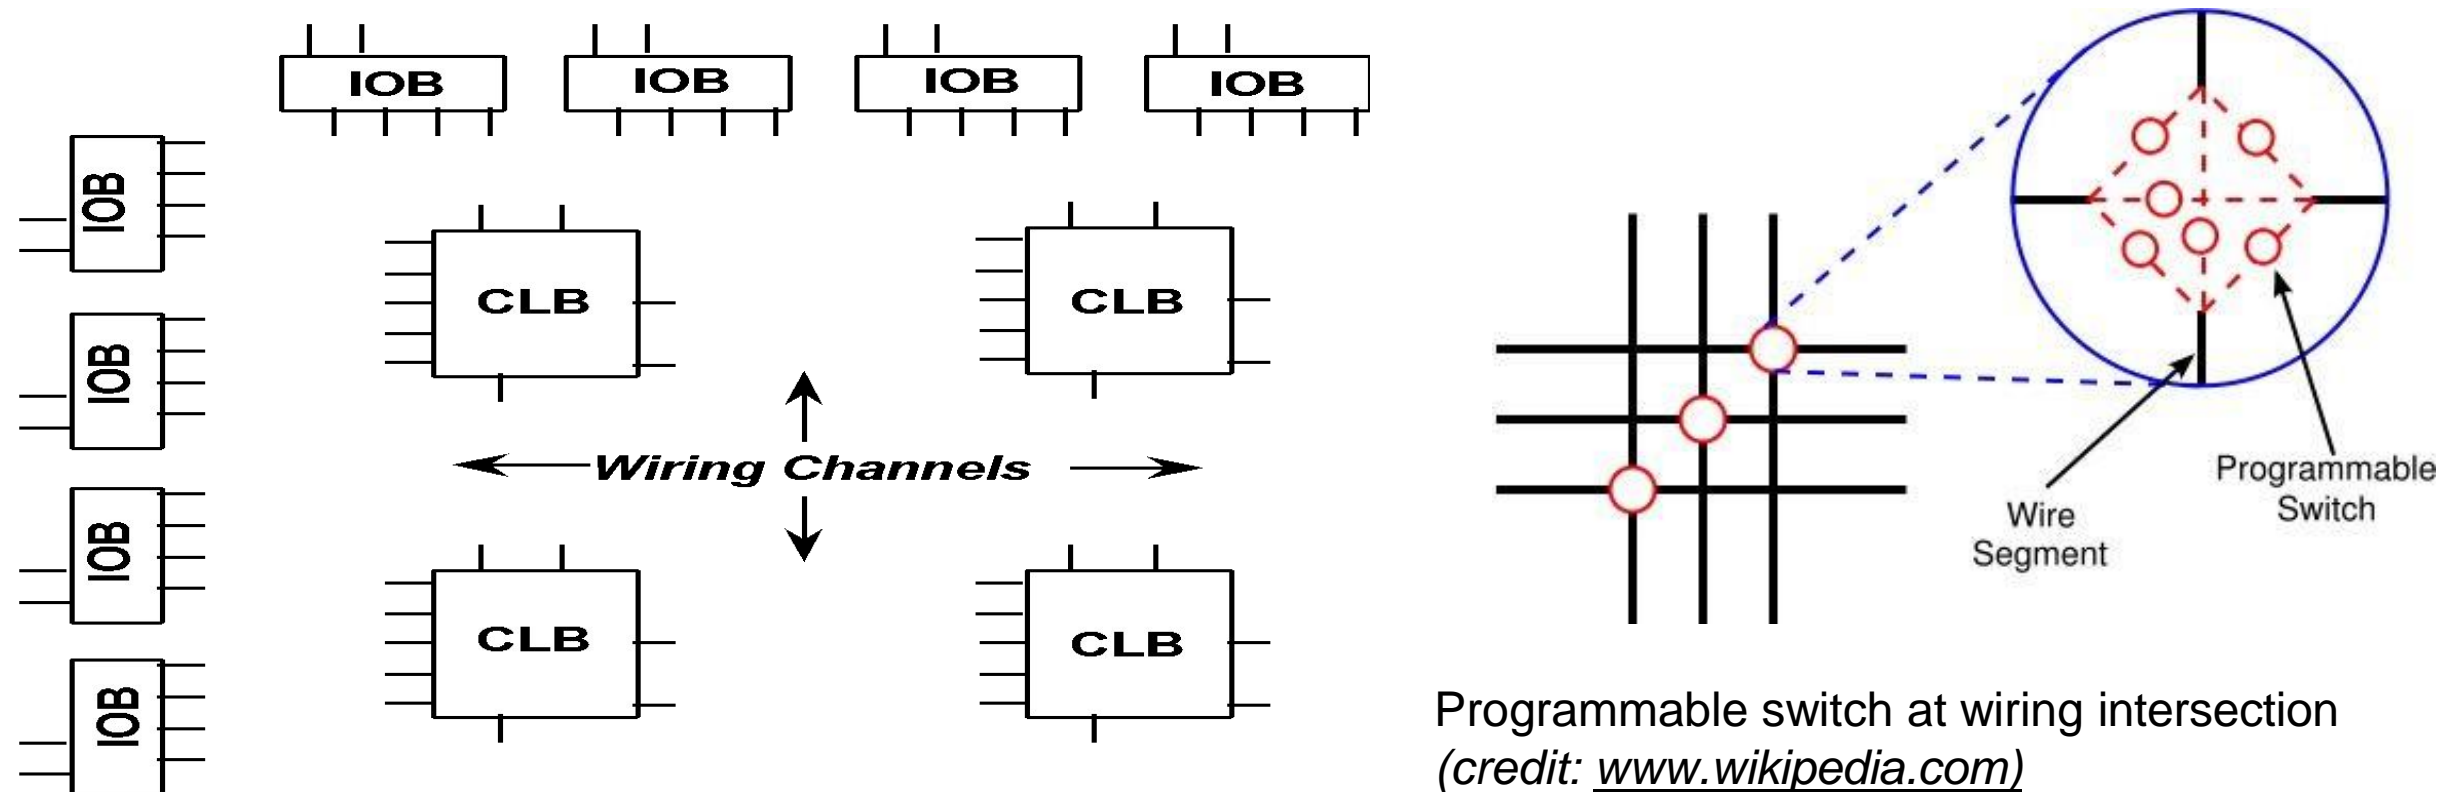 IOB
IOB
IOB
IOB
IOB
IOB
IOB
IOB
CLB
CLB
Wiring Channels
CLB
CLB
Programmable
Switch
Wire
Segment
Programmable switch at wiring intersection
(credit: www.wikipedia.com)